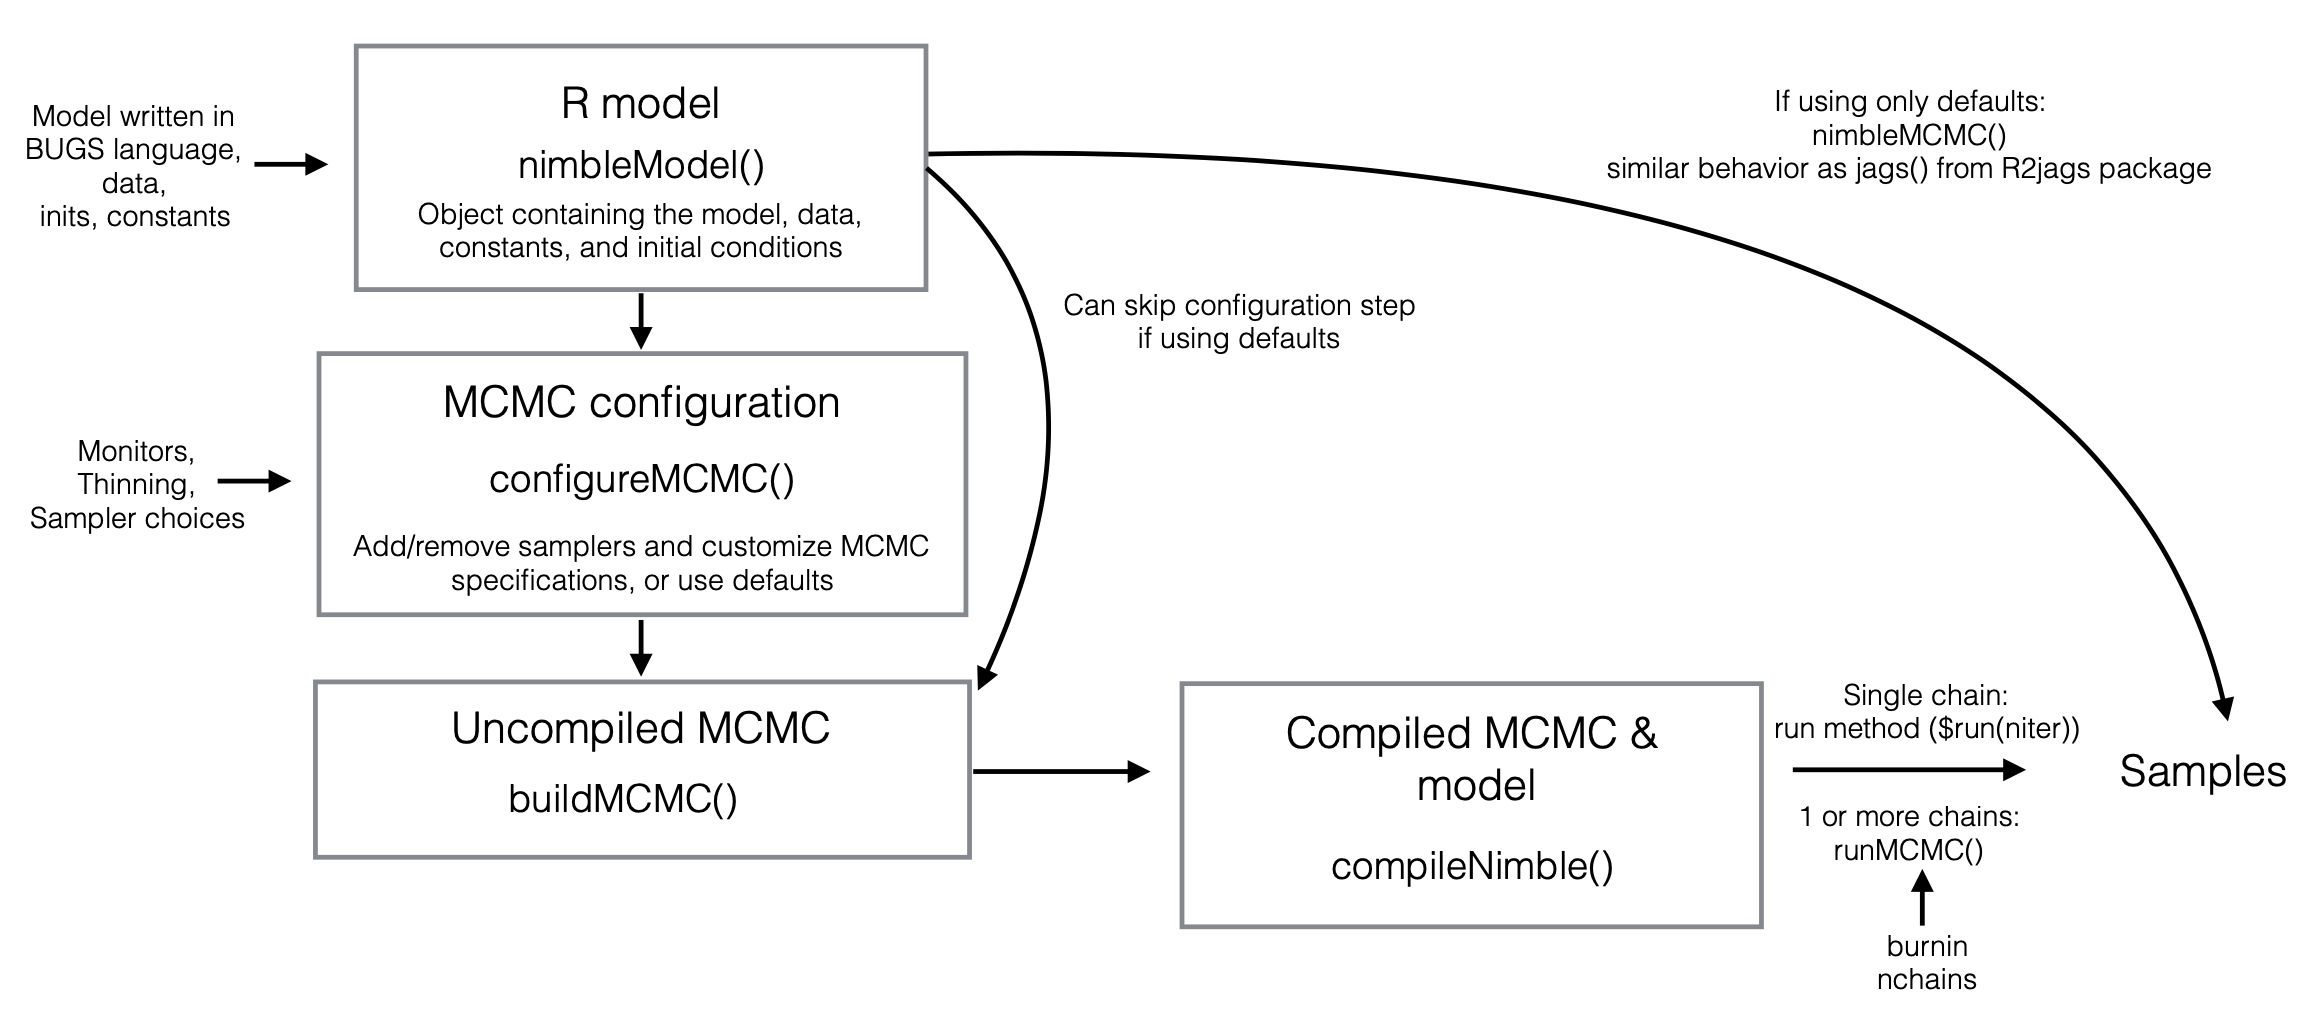 Model written in
BUGS language,
data,
inits, constants
R model
nimbleModel()
Object containing the model, data,
constants, and initial conditions
If using only defaults:
nimbleMCMC()
similar behavior as jags() from R2jags package
Can skip configuration step
if using defaults
Monitors,
Thinning,
Sampler choices
MCMC configuration
configureMCMC()
Add/remove samplers and customize MCMC
specifications, or use defaults
Uncompiled MCMC
buildMCMC()
Compiled MCMC &
model
compileNimble()
Single chain:
run method ($run(niter))
1 or more chains:
runMCMC()
burnin
nchains
Samples